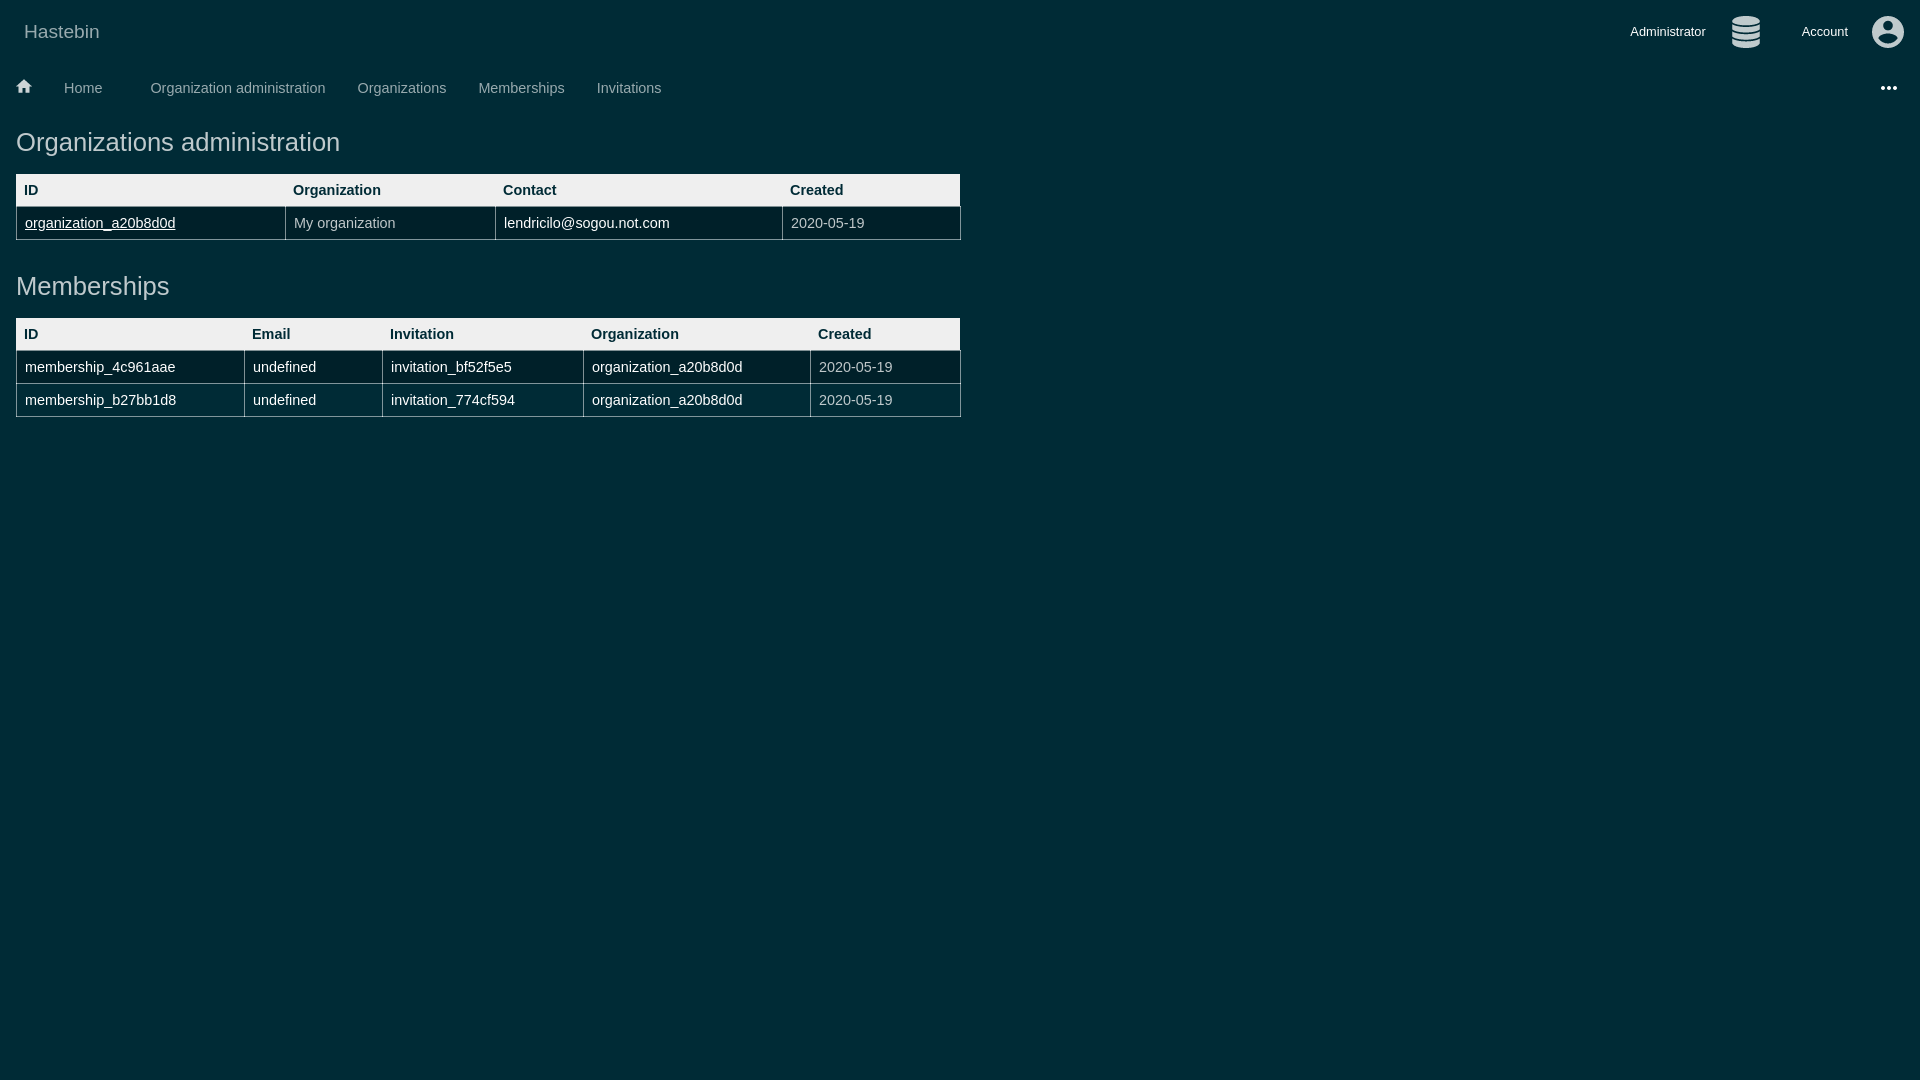 Hastebin
Administrator
Account
Home
Organization administration
Organizations
Memberships
Invitations
Organizations administration
ID Organization Contact Created
organization_a20b8d0d My organization lendricilo@sogou.not.com 2020-05-19
Memberships
ID Email Invitation Organization Created
membership_4c961aae undefined invitation_bf52f5e5 organization_a20b8d0d 2020-05-19
membership_b27bb1d8 undefined invitation_774cf594 organization_a20b8d0d 2020-05-19